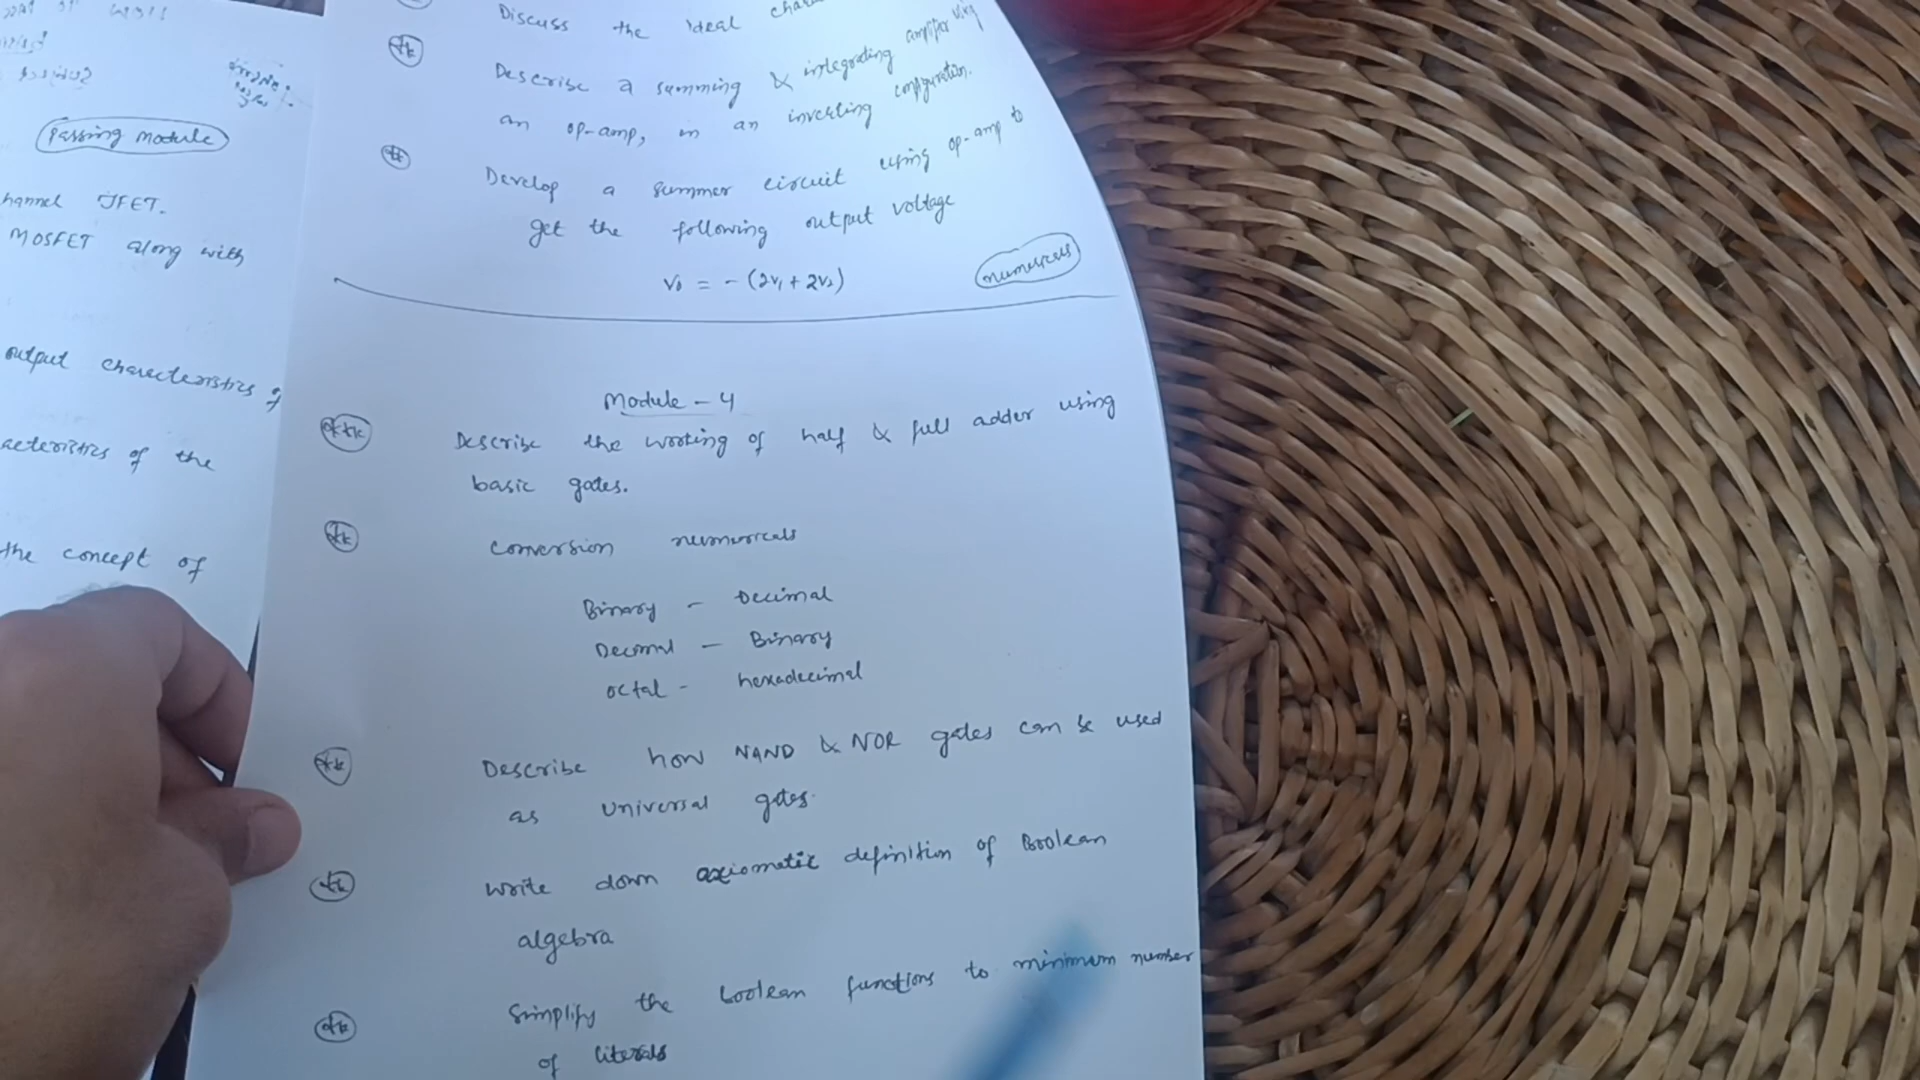 Passing module
hannel JFET.
MOSFET along with
output characteristics of
acteristics of the
the concept of
Discuss the ideal
Describe a summing & integrating amplifier using
an op-amp, in an inverting configuration.
Develop a summer circuit using op-amp to
get the following output voltage
V₀ = - (2v₁ + 2v₂)
numericals
Module - 4
Describe the working of half & full adder using
basic gates.
conversion numericals
Binary - Decimal
Decimal - Binary
octal - hexadecimal
Describe how NAND & NOR gates can be used
as universal gates.
write down axiomatic definition of Boolean
algebra
Simplify the boolean functions to minimum number
of literals